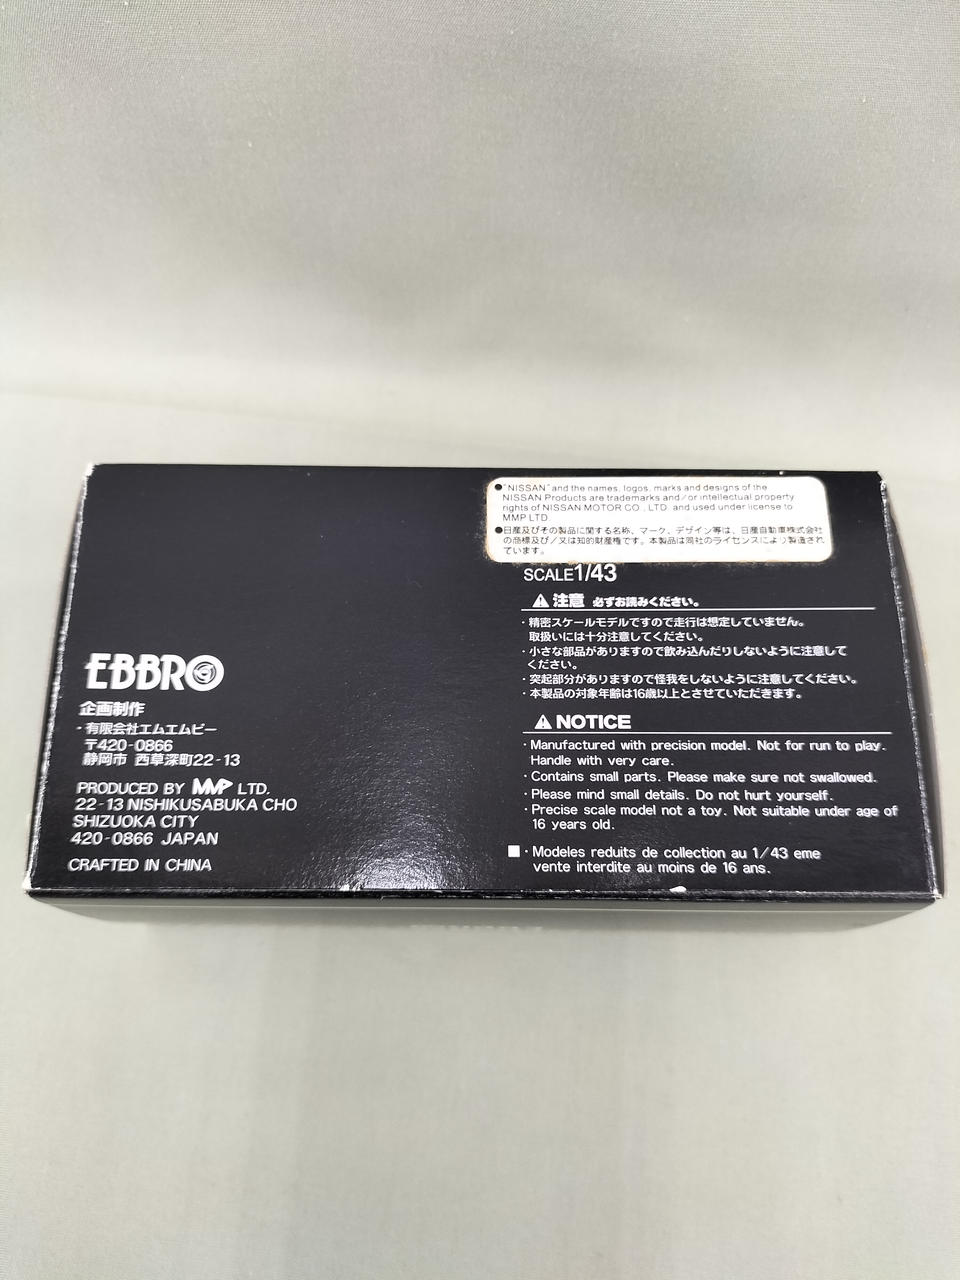 ●"NISSAN" and the names, logos, marks and designs of the
NISSAN Products are trademarks and/or intellectual property
rights of NISSAN MOTOR CO., LTD. and used under license to
MMP LTD.
●日産及びその製品に関する名称、マーク、デザイン等は、日産自動車株式会社
の商標及び/又は知的財産権です。本製品は同社のライセンスにより製造され
ています。
SCALE1/43
⚠注意 必ずお読みください。
・精密スケールモデルですので走行は想定していません。
取扱いには十分注意してください。
・小さな部品がありますので飲み込んだりしないように注意して
ください。
・突起部分がありますので怪我をしないように注意してください。
・本製品の対象年齢は16歳以上とさせていただきます。
⚠NOTICE
・Manufactured with precision model. Not for run to play.
Handle with very care.
・Contains small parts. Please make sure not swallowed.
・Please mind small details. Do not hurt yourself.
・Precise scale model not a toy. Not suitable under age of
16 years old.
■・Modeles reduits de collection au 1/43 eme
vente interdite au moins de 16 ans.
EBBRO
企画制作
・有限会社エムエムピー
〒420-0866
静岡市 西草深町22-13
PRODUCED BY MMP LTD.
22-13 NISHIKUSABUKA CHO
SHIZUOKA CITY
420-0866 JAPAN
CRAFTED IN CHINA